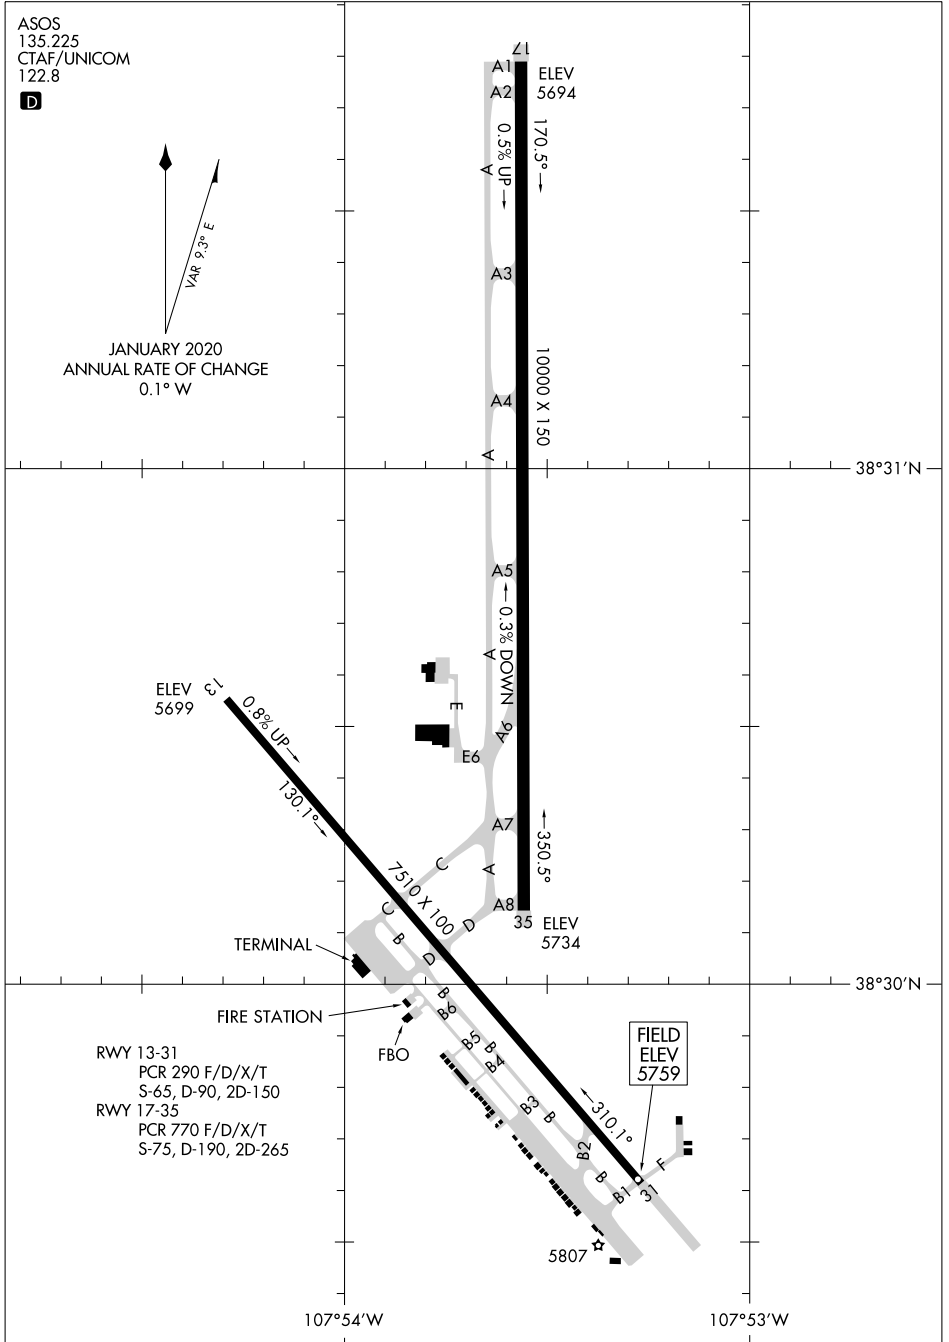 ASOS
135.225
CTAF/UNICOM
122.8
D
VAR 9.3° E
JANUARY 2020
ANNUAL RATE OF CHANGE
0.1° W
17
A1
ELEV
5694
A2
0.5% UP
170.5°
A
A3
10000 X 150
A4
A
38°31'N
A5
0.3% DOWN
A
13
ELEV
5699
0.8% UP
E
A6
E6
130.1°
A7
350.5°
C
A
7510 X 100
A8
35
ELEV
5734
C
B
D
D
TERMINAL
38°30'N
B
B6
FIRE STATION
FBO
B5
B
B4
FIELD
ELEV
5759
RWY 13-31
PCR 290 F/D/X/T
S-65, D-90, 2D-150
RWY 17-35
PCR 770 F/D/X/T
S-75, D-190, 2D-265
B3
B
310.1°
B2
F
B
B1
31
5807
107°54'W
107°53'W